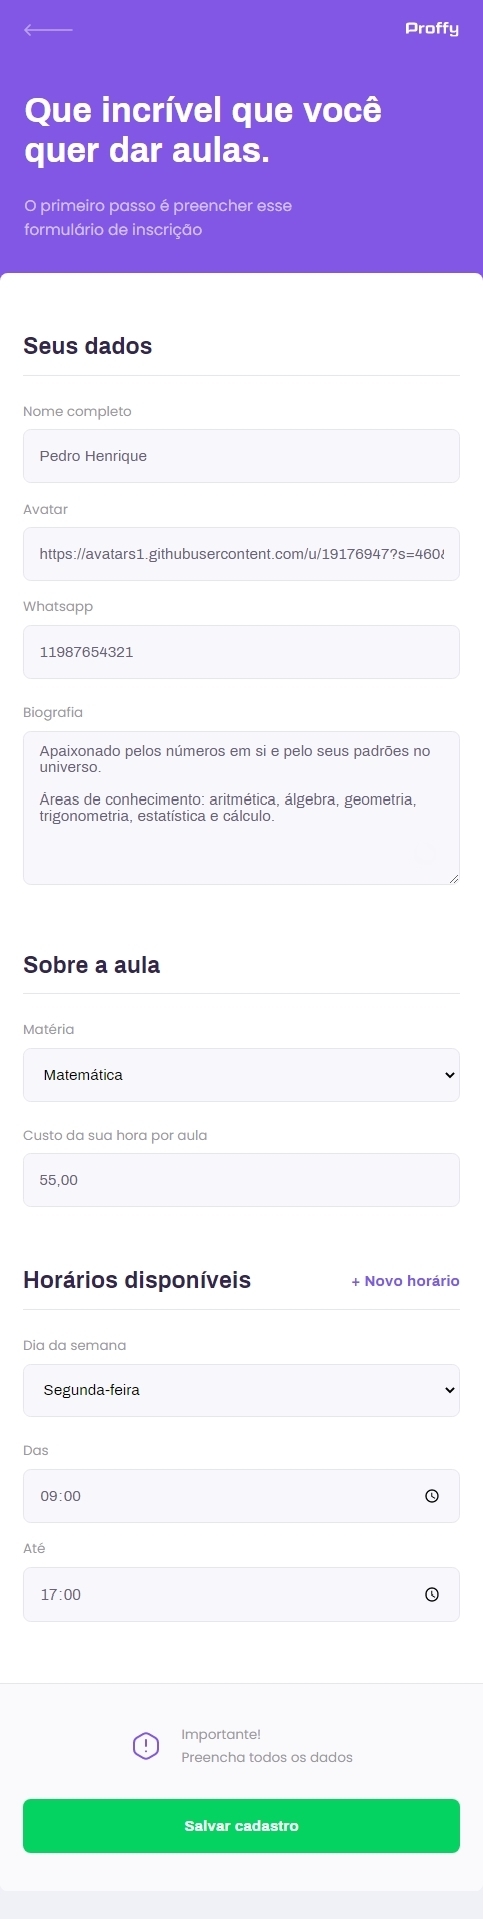 Proffy
Que incrível que você
quer dar aulas.
O primeiro passo é preencher esse
formulário de inscrição
Seus dados
Nome completo
Pedro Henrique
Avatar
https://avatars1.githubusercontent.com/u/19176947?s=460&
Whatsapp
11987654321
Biografia
Apaixonado pelos números em si e pelo seus padrões no
universo.
Áreas de conhecimento: aritmética, álgebra, geometria,
trigonometria, estatística e cálculo.
Sobre a aula
Matéria
Matemática
Custo da sua hora por aula
55,00
Horários disponíveis
+ Novo horário
Dia da semana
Segunda-feira
Das
09:00
Até
17:00
Importante!
Preencha todos os dados
Salvar cadastro